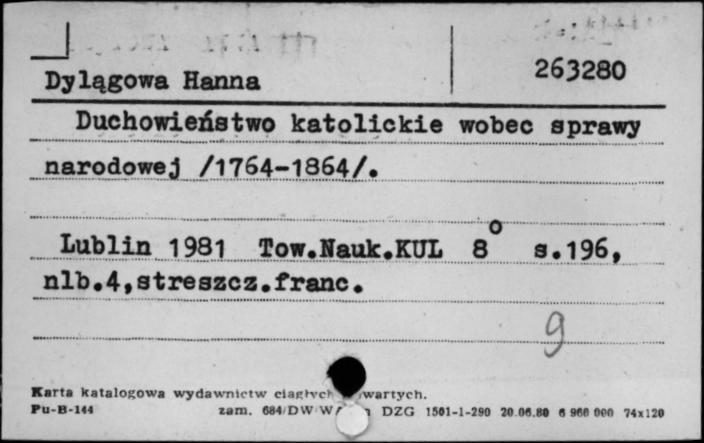 Dylągowa Hanna 263280
Duchowieństwo katolickie wobec sprawy
narodowej /1764-1864/.
Lublin 1981 Tow.Nauk.KUL 8° s.196,
nlb.4,streszcz.franc.
9
Karta katalogowa wydawnictw
Pu-B-144 zam. 684/DW DZG 1501-1-290 20.06.80 6 960 000 74x120